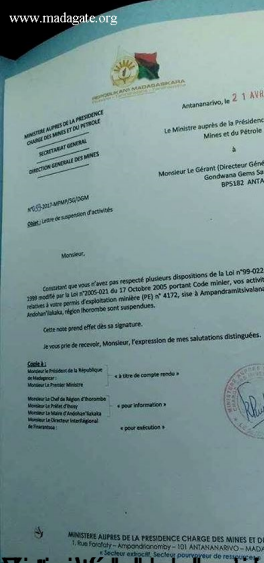 www.madagate.org
REPOBLIKAN'I MADAGASIKARA
Antananarivo, le 21 AVR
MINISTERE AUPRES DE LA PRESIDENCE
CHARGE DES MINES ET DU PETROLE
SECRETARIAT GENERAL
DIRECTION GENERALE DES MINES
Le Ministre auprès de la Présiden
Mines et du Pétrole
à
Monsieur Le Gérant (Directeur Géné
Gondwana Gems Sa
BP5182 ANTA
-2017-MPMP/SG/DGM
Objet : Lettre de suspension d'activités
Monsieur,
Constatant que vous n'avez pas respecté plusieurs dispositions de la Loi n°99-022
1999 modifié par la Loi n°2005-021 du 17 Octobre 2005 portant Code minier, vos activit
relatives à votre permis d'exploitation minière (PE) n° 4172, sise à Ampandramitsivalana
Andohan'Ilakaka, région Ihorombe sont suspendues.
Cette note prend effet dès sa signature.
Je vous prie de recevoir, Monsieur, l'expression de mes salutations distinguées.
Copie à :
Monsieur le Président de la République
de Madagascar : « à titre de compte rendu »
Monsieur Le Premier Ministre
Monsieur Le Chef de Région d'Ihorombe
Monsieur Le Préfet d'Ihosy « pour information »
Monsieur Le Maire d'Andohan'Ilakaka
Monsieur Le Directeur Interrégional
de Fianarantsoa : « pour exécution »
MINISTERE AUPRES DE LA PRESIDENCE CHARGE DES MINES ET DU
1, Rue Farafaty – Ampandrianomby – 101 ANTANANARIVO – MADA
« Secteur extractif, Secteur pourvoyeur de ressources